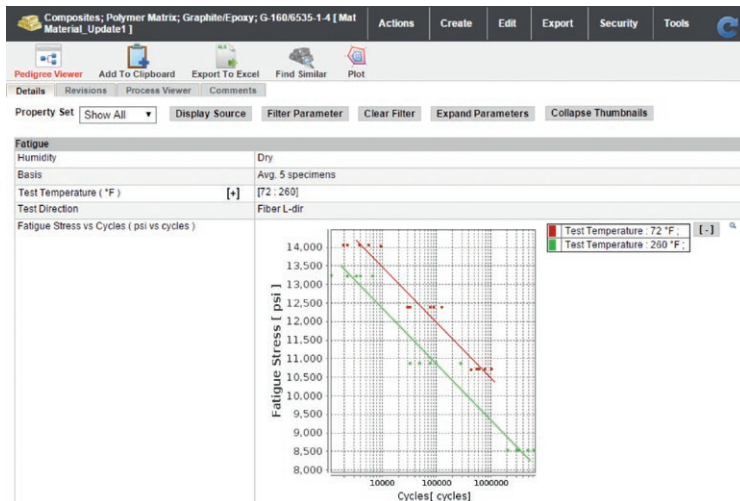 Composites; Polymer Matrix; Graphite/Epoxy; G-160/6535-1-4 [ Mat
Material_Update1 ]
Actions
Create
Edit
Export
Security
Tools
Pedigree Viewer
Add To Clipboard
Export To Excel
Find Similar
Plot
Details
Revisions
Process Viewer
Comments
Property Set
Show All
Display Source
Filter Parameter
Clear Filter
Expand Parameters
Collapse Thumbnails
Fatigue
Humidity
Dry
Basis
Avg. 5 specimens
Test Temperature ( °F )
[+]
[72 : 260]
Test Direction
Fiber L-dir
Fatigue Stress vs Cycles ( psi vs cycles )
Test Temperature : 72 °F ;
Test Temperature : 260 °F ;
[-]
Fatigue Stress [ psi ]
14,000
13,500
13,000
12,500
12,000
11,500
11,000
10,500
10,000
9,500
9,000
8,500
8,000
10000
100000
1000000
Cycles[ cycles]